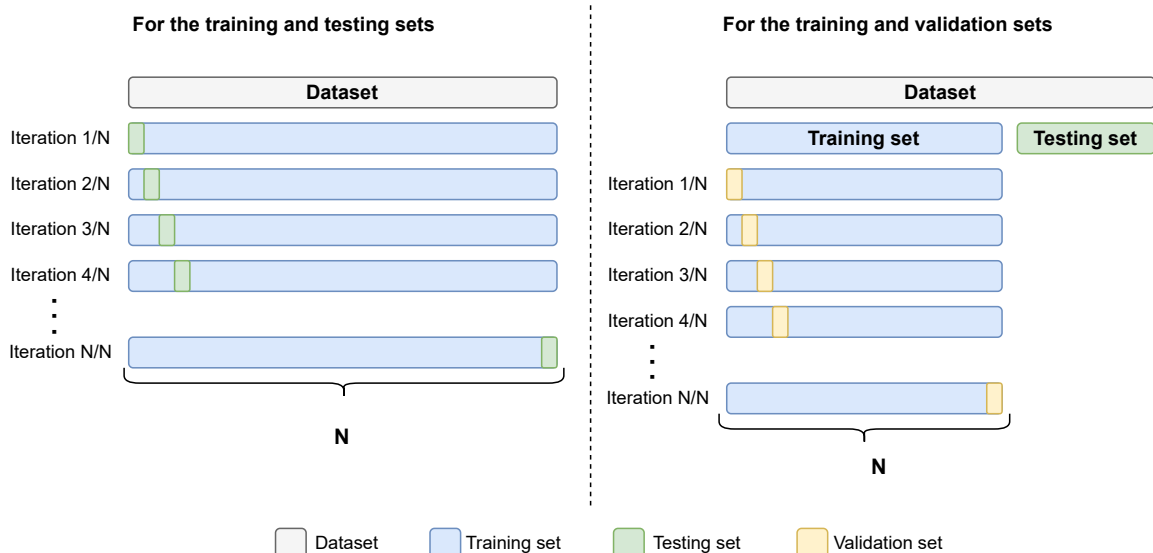 For the training and testing sets
Dataset
Iteration 1/N
Iteration 2/N
Iteration 3/N
Iteration 4/N
Iteration N/N
N
For the training and validation sets
Dataset
Training set
Testing set
Iteration 1/N
Iteration 2/N
Iteration 3/N
Iteration 4/N
Iteration N/N
N
Dataset
Training set
Testing set
Validation set